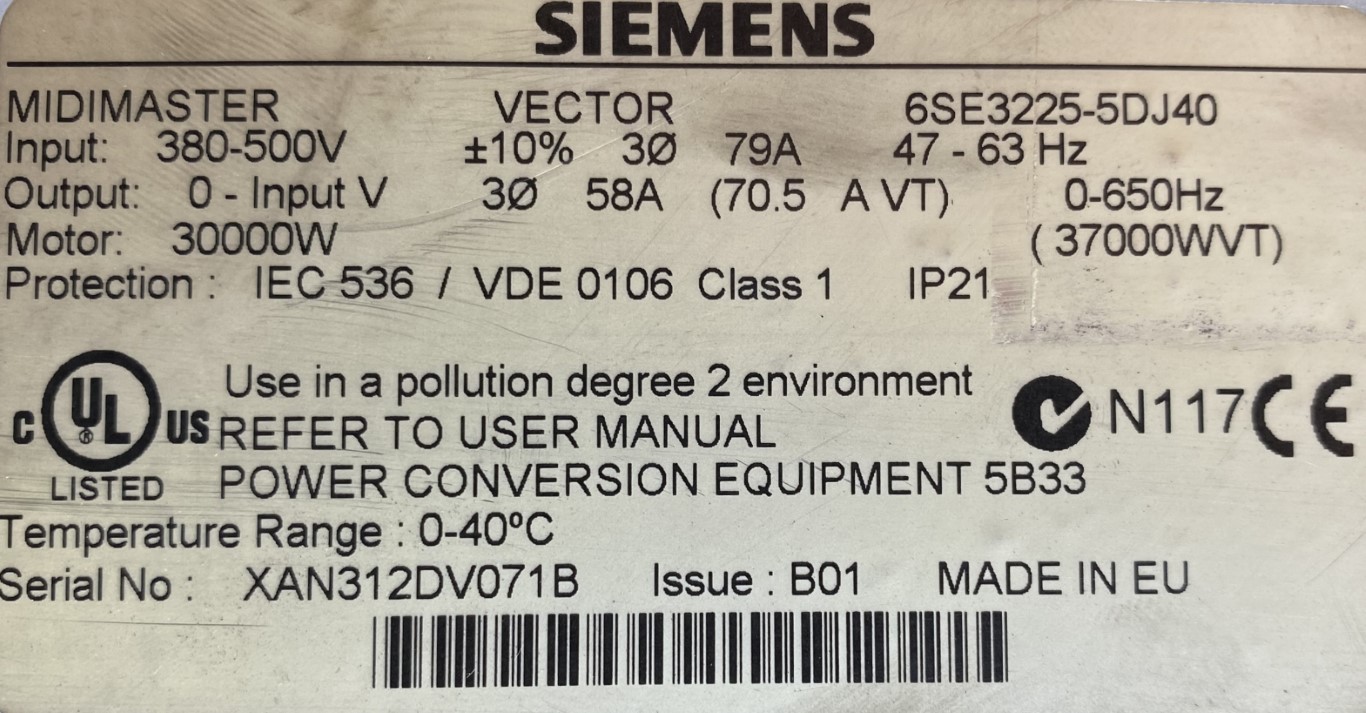 SIEMENS
MIDIMASTER VECTOR 6SE3225-5DJ40
Input: 380-500V ±10% 3Ø 79A 47 - 63 Hz
Output: 0 - Input V 3Ø 58A (70.5 A VT) 0-650Hz
Motor: 30000W ( 37000WVT)
Protection : IEC 536 / VDE 0106 Class 1 IP21
Use in a pollution degree 2 environment
C UL ® US REFER TO USER MANUAL N117 CE
LISTED POWER CONVERSION EQUIPMENT 5B33
Temperature Range : 0-40ºC
Serial No : XAN312DV071B Issue : B01 MADE IN EU